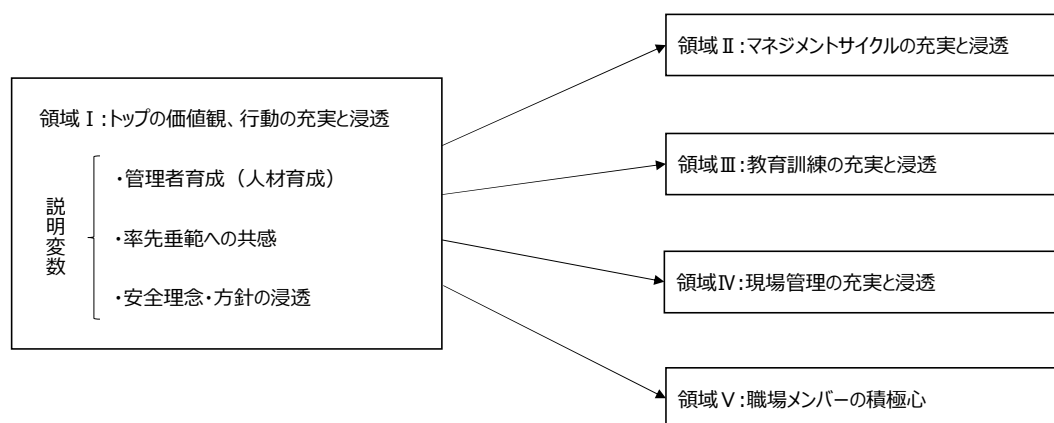 領域Ⅰ:トップの価値観、行動の充実と浸透
説明変数
・管理者育成（人材育成）
・率先垂範への共感
・安全理念・方針の浸透
領域Ⅱ:マネジメントサイクルの充実と浸透
領域Ⅲ:教育訓練の充実と浸透
領域Ⅳ:現場管理の充実と浸透
領域Ⅴ:職場メンバーの積極心